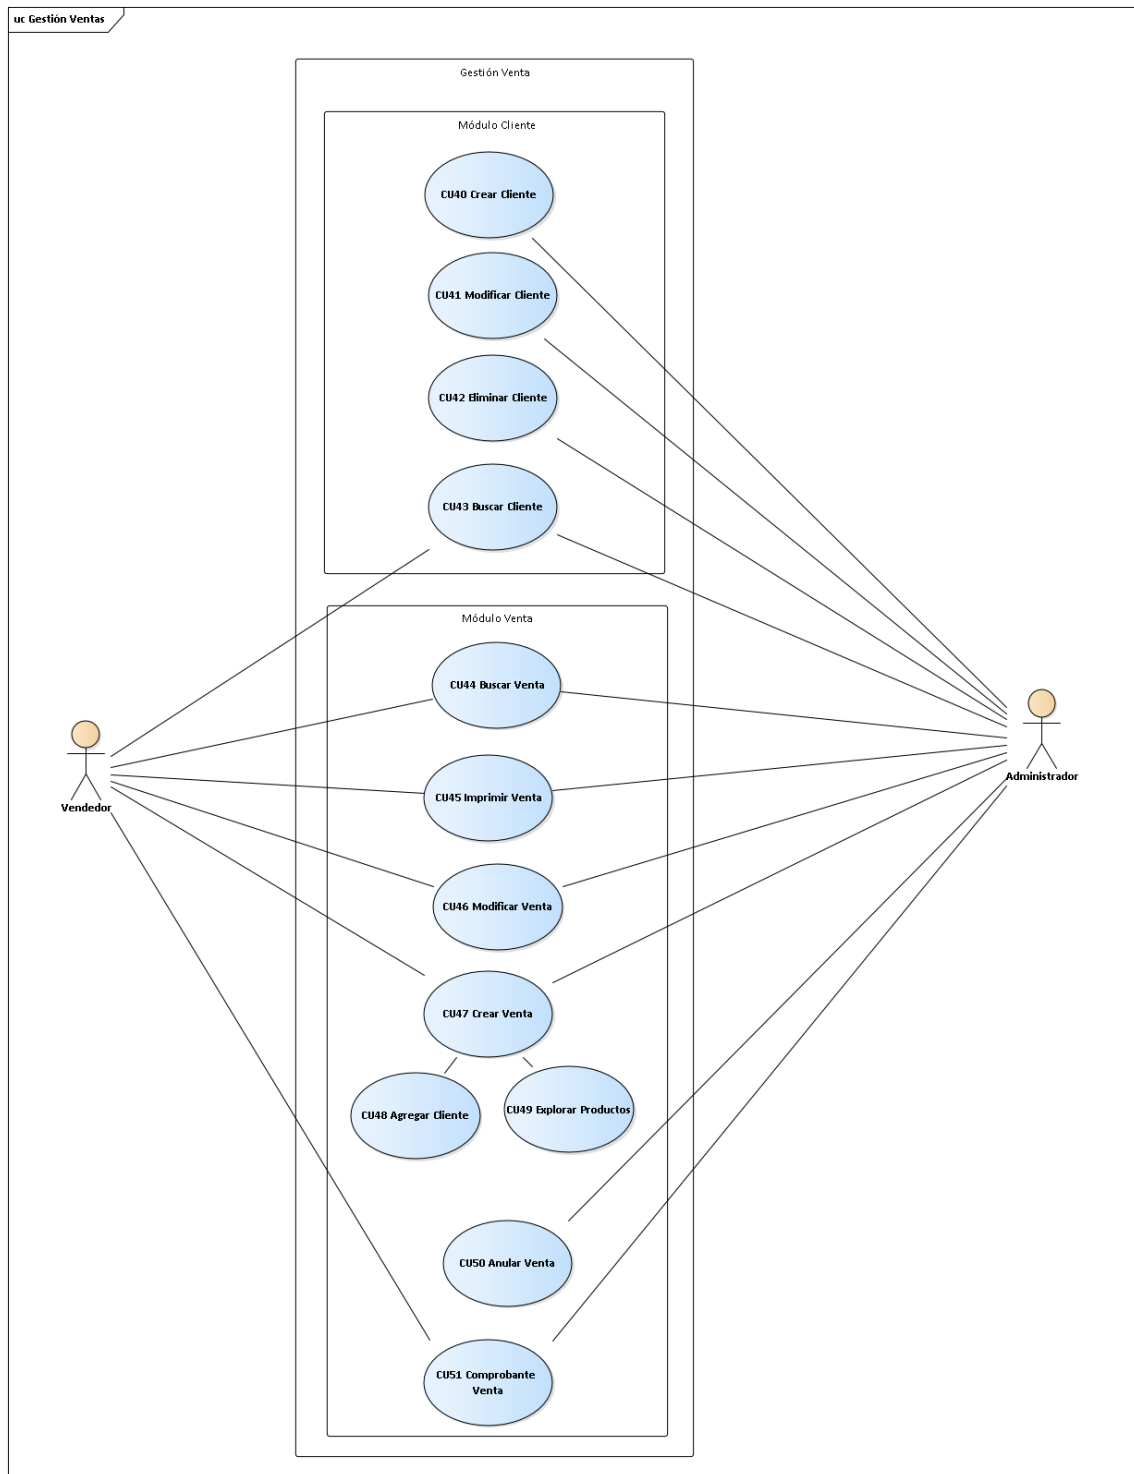 uc Gestión Ventas
Gestión Venta
Módulo Cliente
CU40 Crear Cliente
CU41 Modificar Cliente
CU42 Eliminar Cliente
CU43 Buscar Cliente
Módulo Venta
CU44 Buscar Venta
Vendedor
Administrador
CU45 Imprimir Venta
CU46 Modificar Venta
CU47 Crear Venta
CU48 Agregar Cliente
CU49 Explorar Productos
CU50 Anular Venta
CU51 Comprobante
Venta